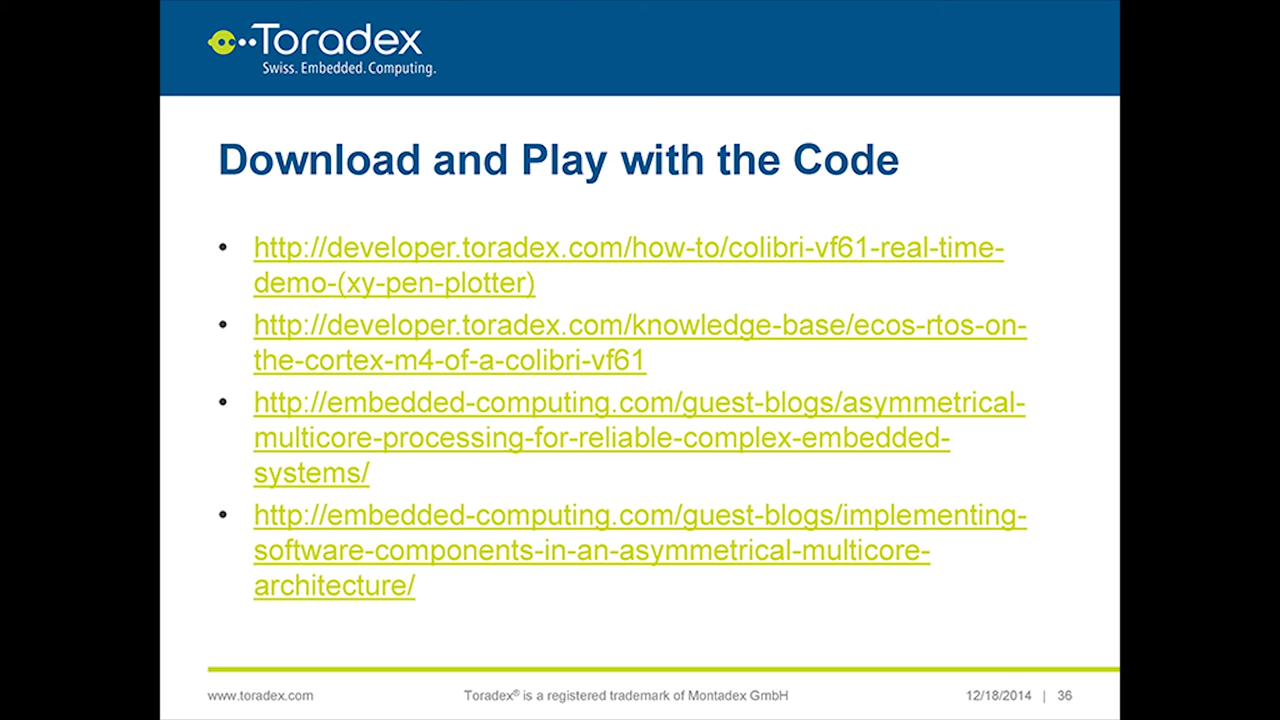 Toradex
Swiss. Embedded. Computing.
Download and Play with the Code
• http://developer.toradex.com/how-to/colibri-vf61-real-time-
demo-(xy-pen-plotter)
• http://developer.toradex.com/knowledge-base/ecos-rtos-on-
the-cortex-m4-of-a-colibri-vf61
• http://embedded-computing.com/guest-blogs/asymmetrical-
multicore-processing-for-reliable-complex-embedded-
systems/
• http://embedded-computing.com/guest-blogs/implementing-
software-components-in-an-asymmetrical-multicore-
architecture/
www.toradex.com Toradex® is a registered trademark of Montadex GmbH 12/18/2014 | 36